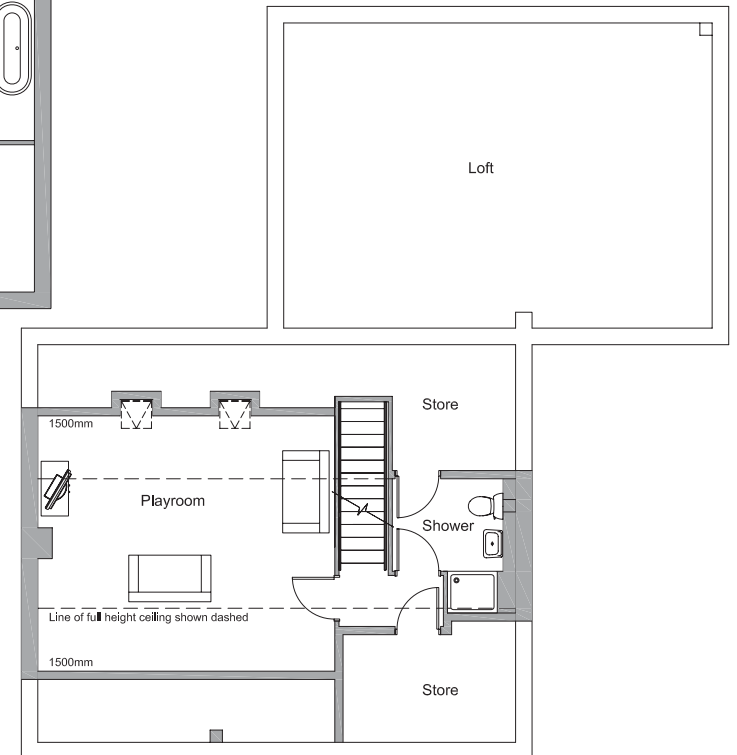 Loft
Store
1500mm
Playroom
Shower
Line of full height ceiling shown dashed
1500mm
Store